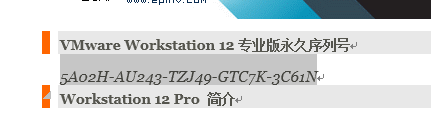 VMware Workstation 12 专业版永久序列号
5A02H-AU243-TZJ49-GTC7K-3C61N
Workstation 12 Pro 简介